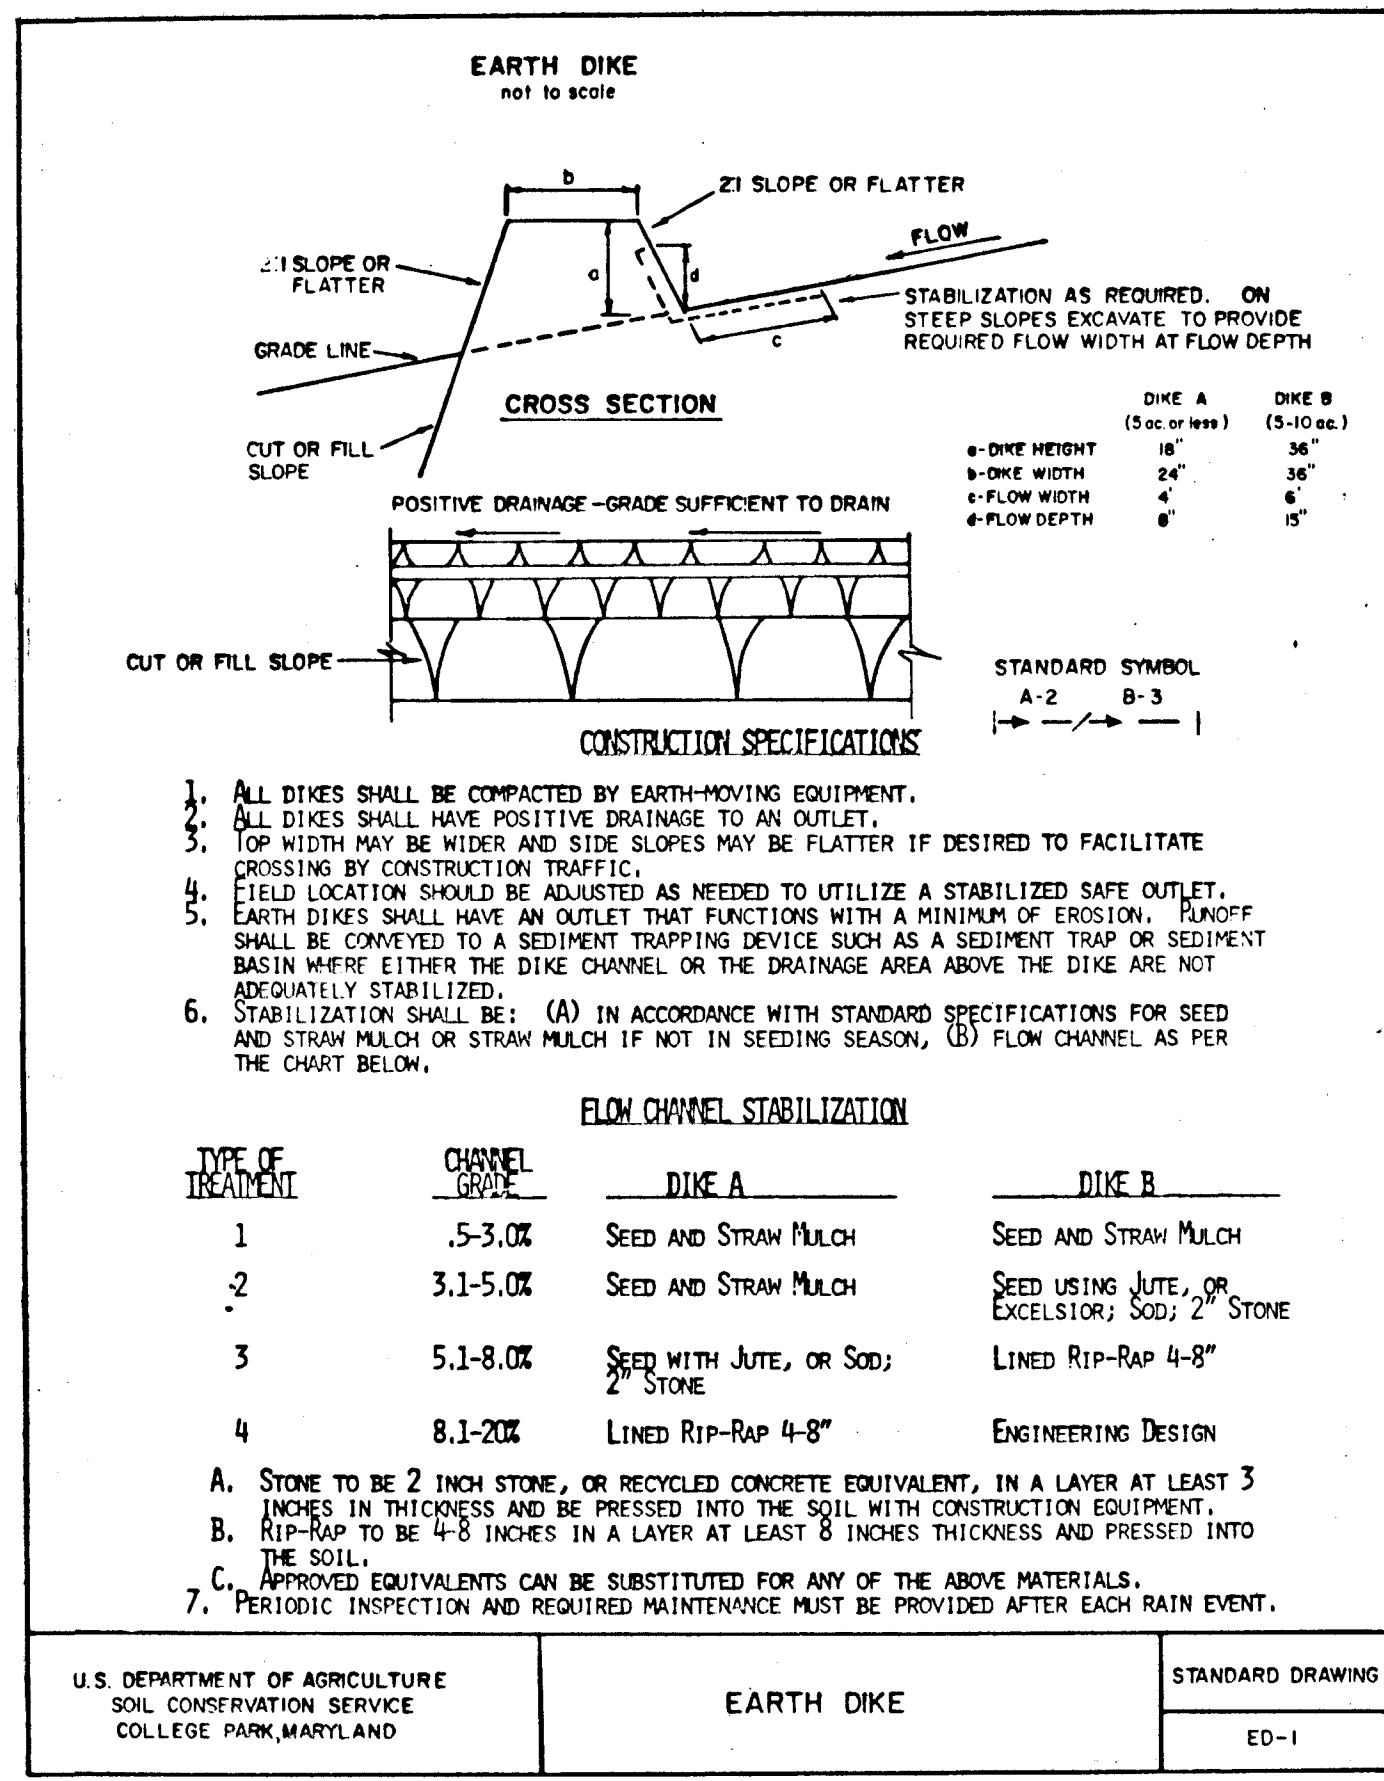 EARTH DIKE
not to scale
b
2:1 SLOPE OR FLATTER
FLOW
2:1 SLOPE OR
FLATTER
a
d
STABILIZATION AS REQUIRED. ON
STEEP SLOPES EXCAVATE TO PROVIDE
REQUIRED FLOW WIDTH AT FLOW DEPTH
c
GRADE LINE
CROSS SECTION
CUT OR FILL
SLOPE
DIKE A DIKE B
(5 ac. or less) (5-10 ac.)
a-DIKE HEIGHT 18" 36"
b-DIKE WIDTH 24" 36"
c-FLOW WIDTH 4' 6'
d-FLOW DEPTH 8" 15"
POSITIVE DRAINAGE-GRADE SUFFICIENT TO DRAIN
CUT OR FILL SLOPE
STANDARD SYMBOL
A-2 B-3
CONSTRUCTION SPECIFICATIONS
1. ALL DIKES SHALL BE COMPACTED BY EARTH-MOVING EQUIPMENT.
2. ALL DIKES SHALL HAVE POSITIVE DRAINAGE TO AN OUTLET.
3. TOP WIDTH MAY BE WIDER AND SIDE SLOPES MAY BE FLATTER IF DESIRED TO FACILITATE
CROSSING BY CONSTRUCTION TRAFFIC.
4. FIELD LOCATION SHOULD BE ADJUSTED AS NEEDED TO UTILIZE A STABILIZED SAFE OUTLET.
5. EARTH DIKES SHALL HAVE AN OUTLET THAT FUNCTIONS WITH A MINIMUM OF EROSION. RUNOFF
SHALL BE CONVEYED TO A SEDIMENT TRAPPING DEVICE SUCH AS A SEDIMENT TRAP OR SEDIMENT
BASIN WHERE EITHER THE DIKE CHANNEL OR THE DRAINAGE AREA ABOVE THE DIKE ARE NOT
ADEQUATELY STABILIZED.
6. STABILIZATION SHALL BE: (A) IN ACCORDANCE WITH STANDARD SPECIFICATIONS FOR SEED
AND STRAW MULCH OR STRAW MULCH IF NOT IN SEEDING SEASON, (B) FLOW CHANNEL AS PER
THE CHART BELOW.
FLOW CHANNEL STABILIZATION
TYPE OF CHANNEL
TREATMENT GRADE DIKE A DIKE B
1 .5-3.0% SEED AND STRAW MULCH SEED AND STRAW MULCH
2 3.1-5.0% SEED AND STRAW MULCH SEED USING JUTE, OR
EXCELSIOR; SOD; 2" STONE
3 5.1-8.0% SEED WITH JUTE, OR SOD; LINED RIP-RAP 4-8"
2" STONE
4 8.1-20% LINED RIP-RAP 4-8" ENGINEERING DESIGN
A. STONE TO BE 2 INCH STONE, OR RECYCLED CONCRETE EQUIVALENT, IN A LAYER AT LEAST 3
INCHES IN THICKNESS AND BE PRESSED INTO THE SOIL WITH CONSTRUCTION EQUIPMENT.
B. RIP-RAP TO BE 4-8 INCHES IN A LAYER AT LEAST 8 INCHES THICKNESS AND PRESSED INTO
THE SOIL.
C. APPROVED EQUIVALENTS CAN BE SUBSTITUTED FOR ANY OF THE ABOVE MATERIALS.
7. PERIODIC INSPECTION AND REQUIRED MAINTENANCE MUST BE PROVIDED AFTER EACH RAIN EVENT.
U.S. DEPARTMENT OF AGRICULTURE
SOIL CONSERVATION SERVICE
COLLEGE PARK, MARYLAND
EARTH DIKE
STANDARD DRAWING
ED-1